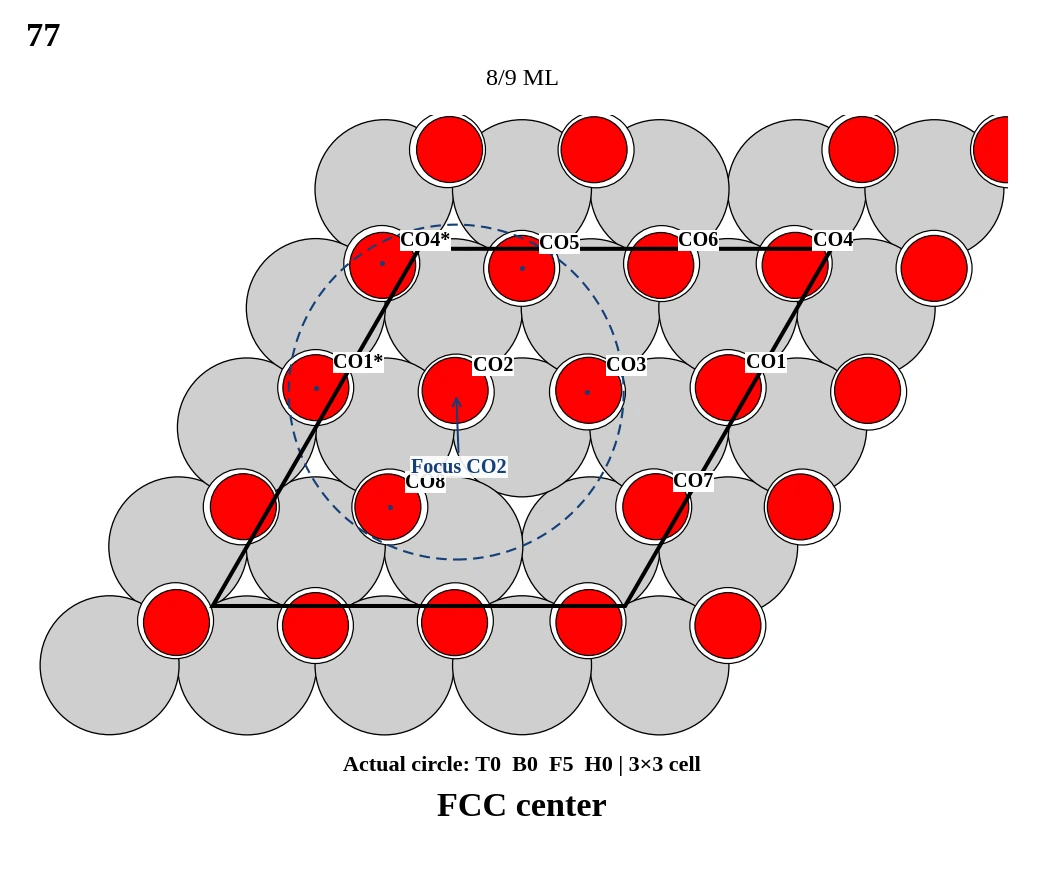 77
8/9 ML
CO4*
CO5
CO6
CO4
CO1*
CO2
CO3
CO1
Focus CO2
CO8
CO7
Actual circle: T0 B0 F5 H0 | 3×3 cell
FCC center